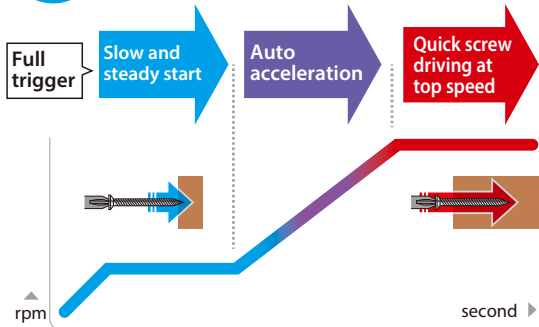 Full
trigger
Slow and
steady start
Auto
acceleration
Quick screw
driving at
top speed
rpm
second